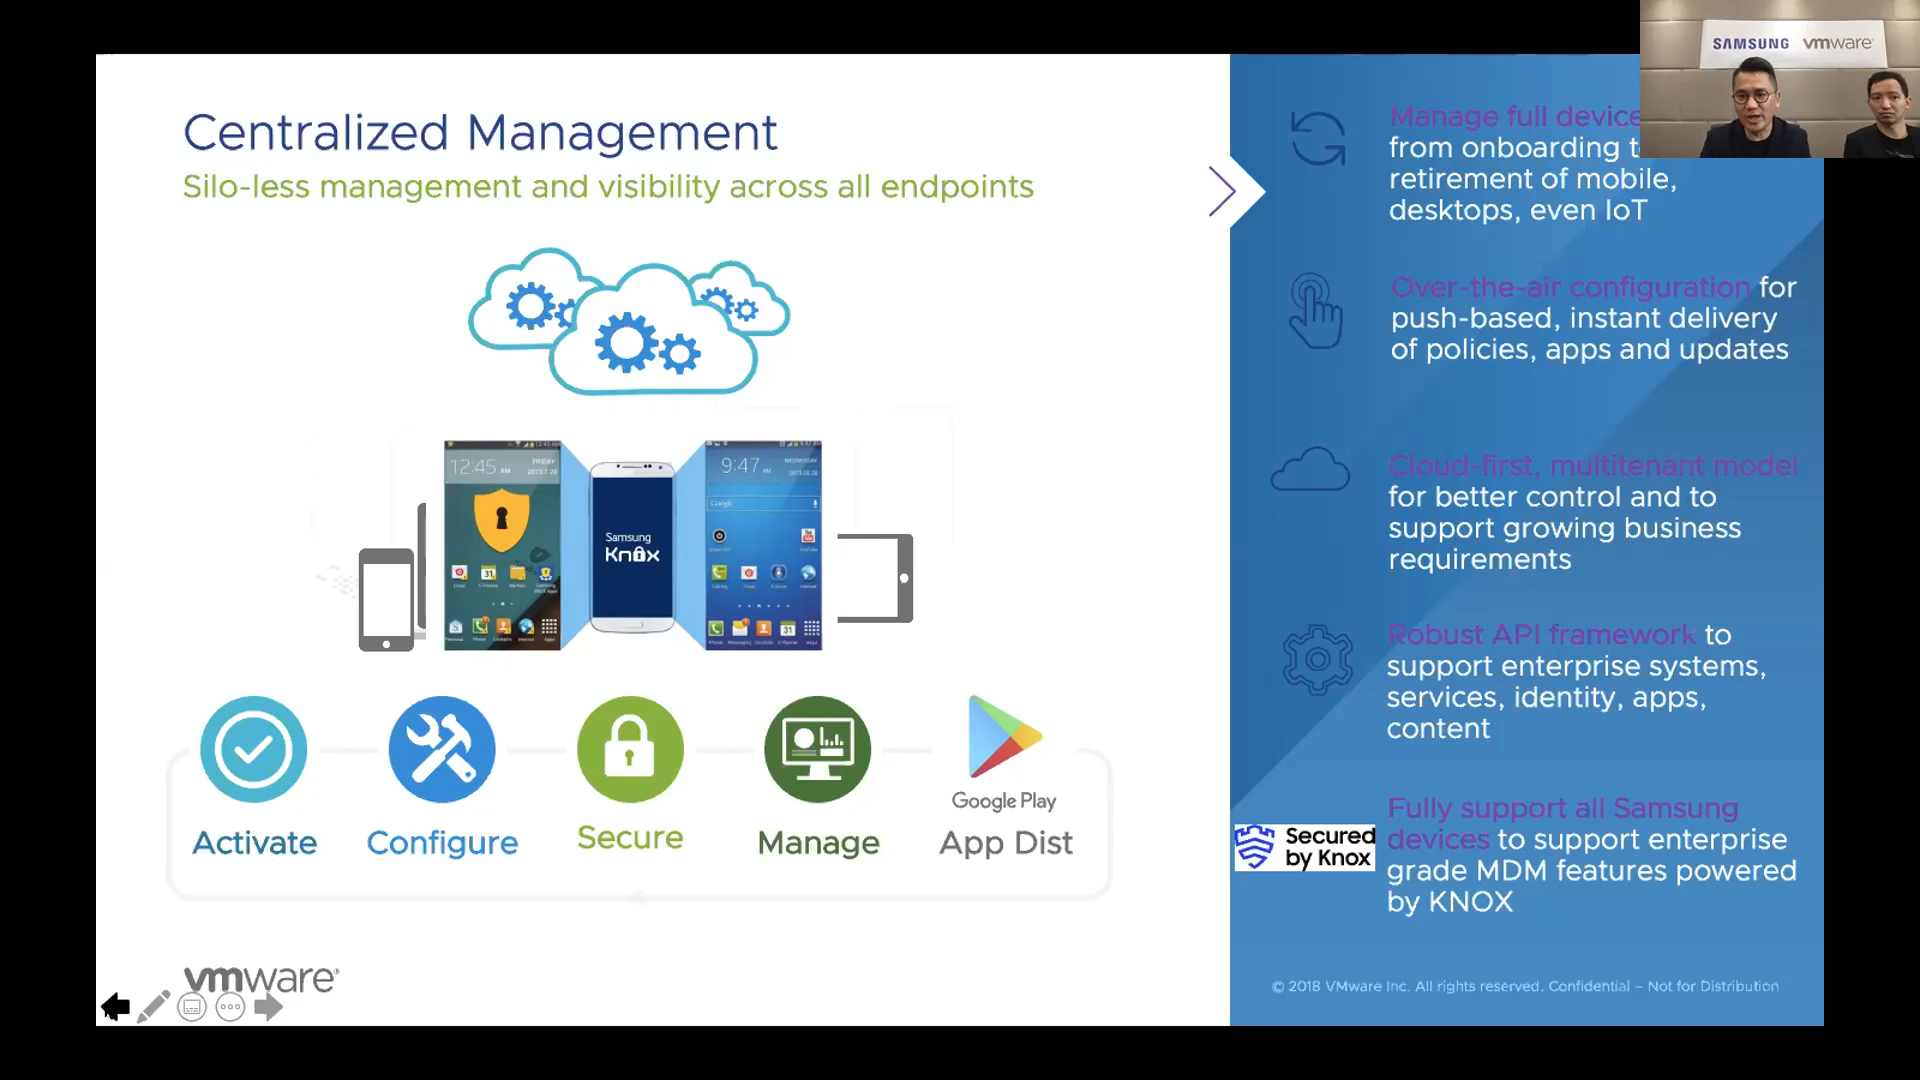 SAMSUNG vmware
Centralized Management
Silo-less management and visibility across all endpoints
12:45 AM
FRIDAY
9:47 AM
WEDNESDAY
Google
Samsung
Knox
Activate
Configure
Secure
Manage
Google Play
App Dist
vmware
Manage full device
from onboarding t
retirement of mobile,
desktops, even IoT
Over-the-air configuration for
push-based, instant delivery
of policies, apps and updates
Cloud-first, multitenant model
for better control and to
support growing business
requirements
Robust API framework to
support enterprise systems,
services, identity, apps,
content
Secured
by Knox
Fully support all Samsung
devices to support enterprise
grade MDM features powered
by KNOX
© 2018 VMware Inc. All rights reserved. Confidential – Not for Distribution